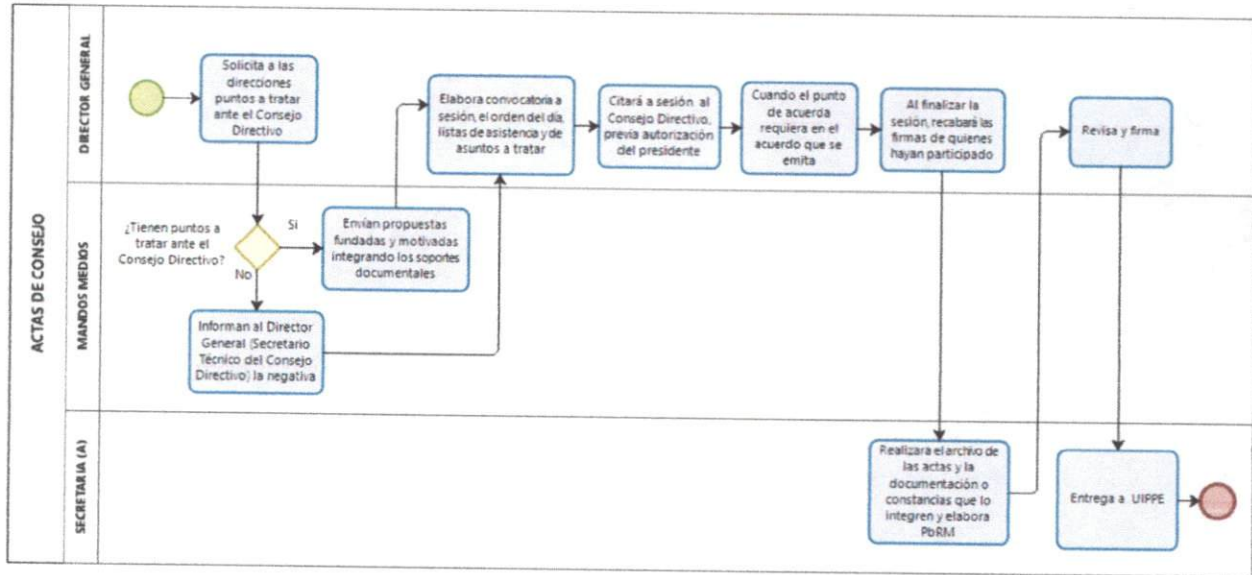 ACTAS DE CONSEJO
DIRECTOR GENERAL
Solicita a las
direcciones
puntos a tratar
ante el Consejo
Directivo
Elabora convocatoria a
sesión, el orden del día,
listas de asistencia y de
asuntos a tratar
Citará a sesión al
Consejo Directivo,
previa autorización
del presidente
Cuando el punto
de acuerdo
requiera en el
acuerdo que se
emita
Al finalizar la
sesión, recabará las
firmas de quienes
hayan participado
Revisa y firma
MANDOS MEDIOS
¿Tienen puntos a
tratar ante el
Consejo Directivo?
Si
No
Envían propuestas
fundadas y motivadas
integrando los soportes
documentales
Informan al Director
General (Secretario
Técnico del Consejo
Directivo) la negativa
SECRETARIA (A)
Realizara el archivo de
las actas y la
documentación o
constancias que lo
integren y elabora
PbRM
Entrega a UIPPE